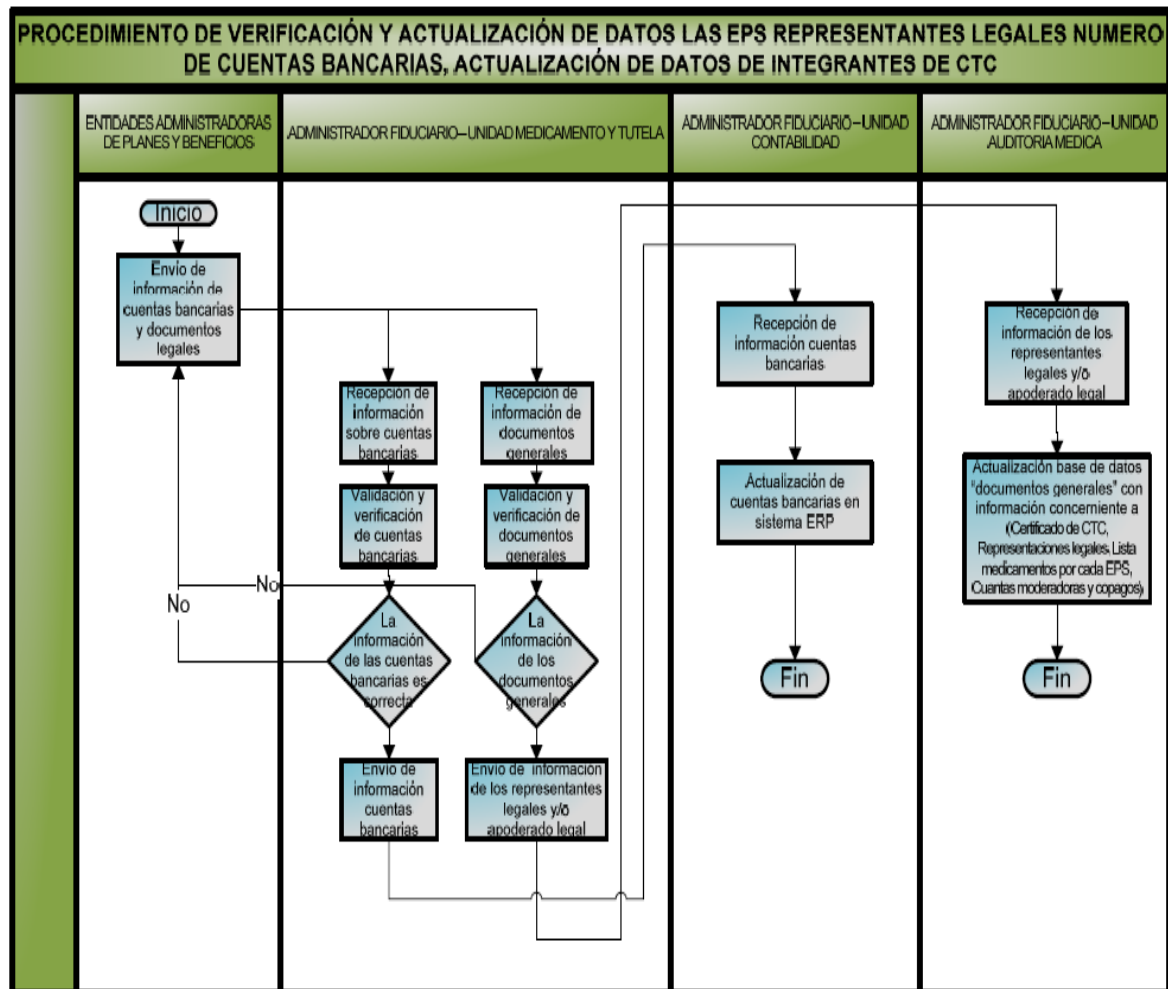 PROCEDIMIENTO DE VERIFICACIÓN Y ACTUALIZACIÓN DE DATOS LAS EPS REPRESENTANTES LEGALES NUMERO
DE CUENTAS BANCARIAS, ACTUALIZACIÓN DE DATOS DE INTEGRANTES DE CTC
ENTIDADES ADMINISTRADORAS
DE PLANES Y BENEFICIOS
ADMINISTRADOR FIDUCIARIO – UNIDAD MEDICAMENTO Y TUTELA
ADMINISTRADOR FIDUCIARIO – UNIDAD
CONTABILIDAD
ADMINISTRADOR FIDUCIARIO – UNIDAD
AUDITORIA MEDICA
Inicio
Envío de
información de
cuentas bancarias
y documentos
legales
Recepción de
información
sobre cuentas
bancarias
Recepción de
información de
documentos
generales
Validación y
verificación
de cuentas
bancarias
Validación y
verificación de
documentos
generales
No
No
La
información
de las cuentas
bancarias es
correcta
La
información
de los
documentos
generales
Envío de
información
cuentas
bancarias
Envío de información
de los representantes
legales y/o
apoderado legal
Recepción de
información cuentas
bancarias
Actualización de
cuentas bancarias en
sistema ERP
Fin
Recepción de
información de los
representantes
legales y/o
apoderado legal
Actualización base de datos
"documentos generales" con
información concerniente a
(Certificado de CTC,
Representaciones legales. Lista
medicamentos por cada EPS,
Cuantas moderadoras y copagos)
Fin